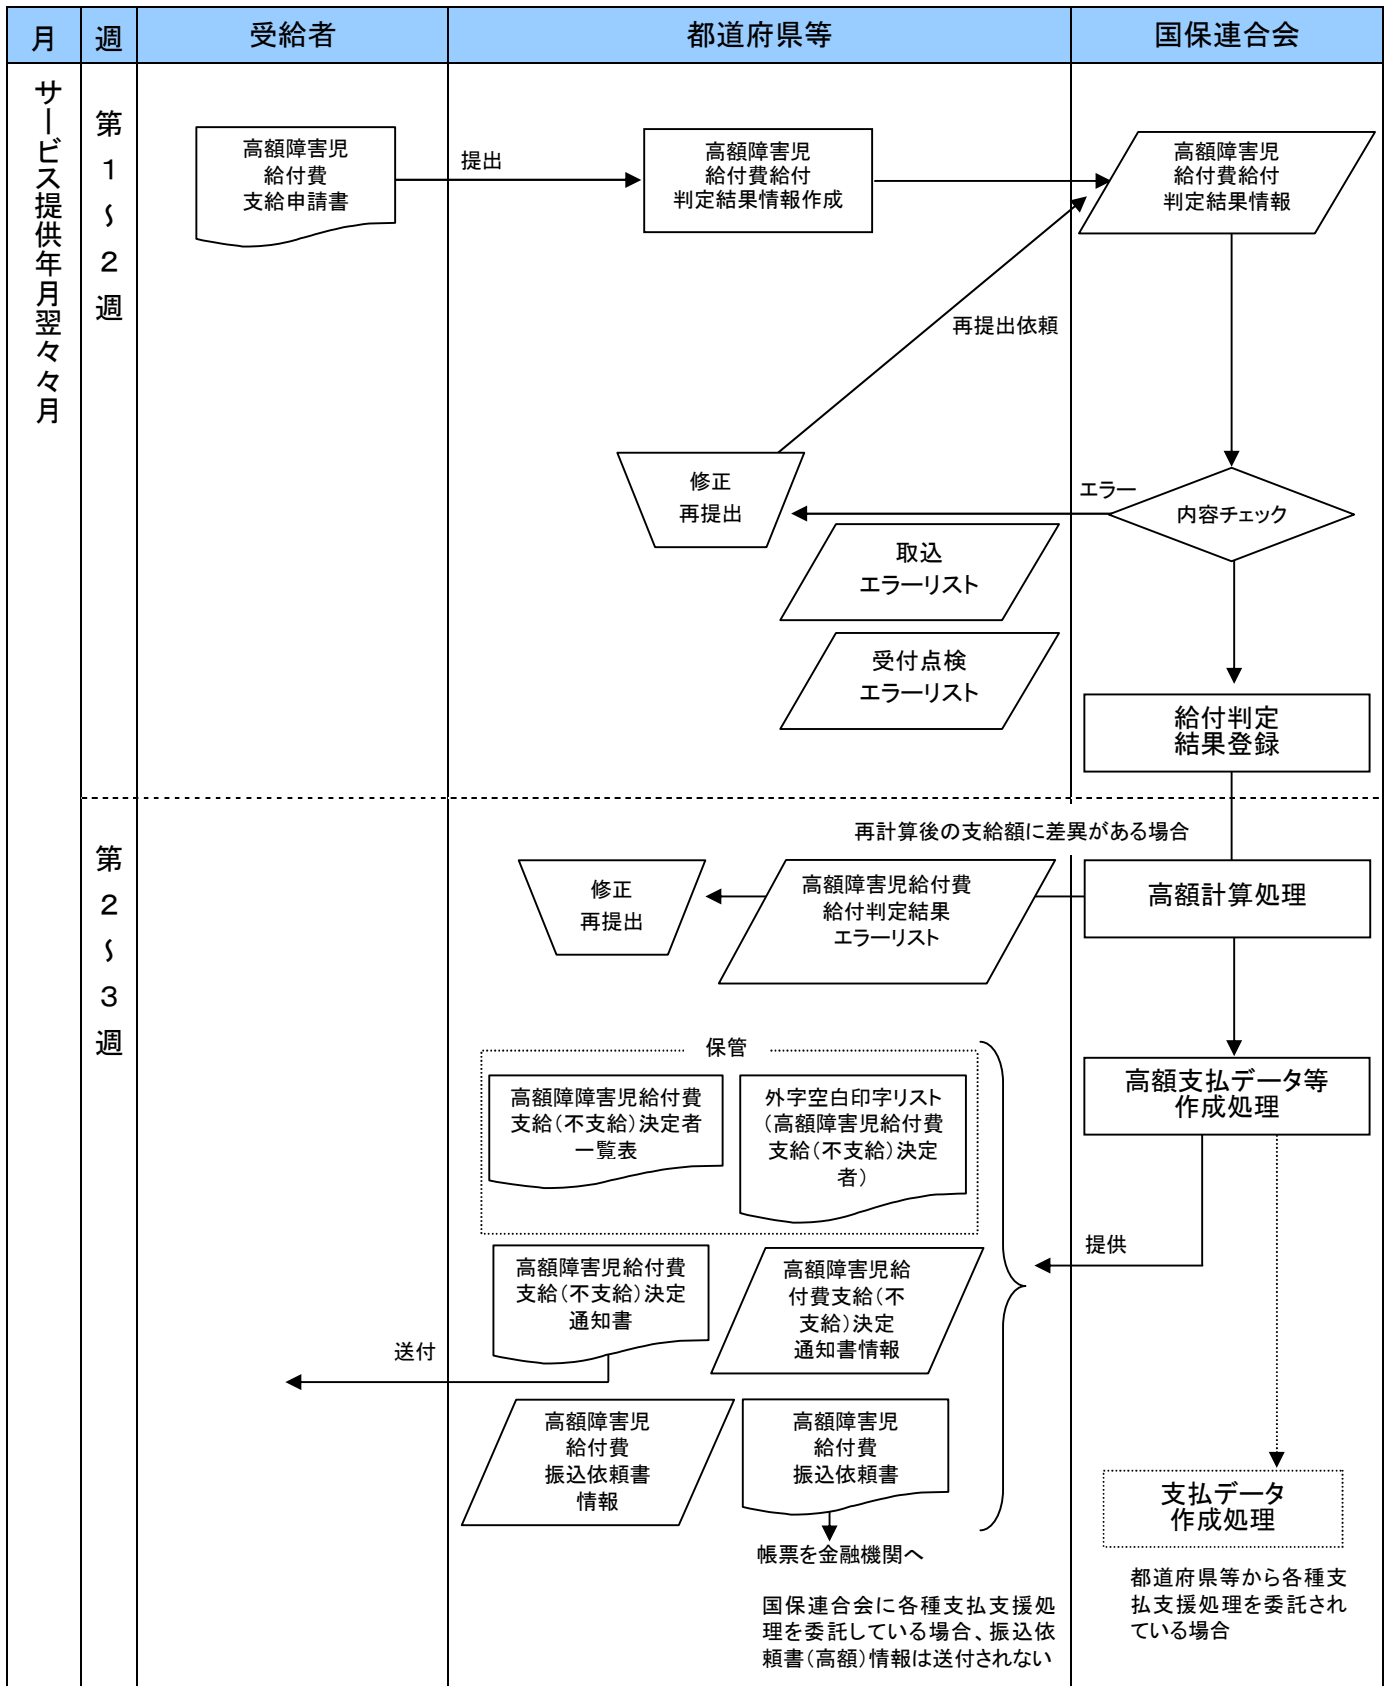 月
週
受給者
都道府県等
国保連合会
サービス提供年月翌々々月
第1～2週
高額障害児
給付費
支給申請書
提出
高額障害児
給付費給付
判定結果情報作成
高額障害児
給付費給付
判定結果情報
再提出依頼
修正
再提出
エラー
内容チェック
取込
エラーリスト
受付点検
エラーリスト
給付判定
結果登録
第2～3週
再計算後の支給額に差異がある場合
修正
再提出
高額障害児給付費
給付判定結果
エラーリスト
高額計算処理
保管
高額障障害児給付費
支給（不支給）決定者
一覧表
外字空白印字リスト
（高額障害児給付費
支給（不支給）決定
者）
高額支払データ等
作成処理
提供
高額障害児給付費
支給（不支給）決定
通知書
高額障害児給
付費支給（不
支給）決定
通知書情報
送付
高額障害児
給付費
振込依頼書
情報
高額障害児
給付費
振込依頼書
支払データ
作成処理
帳票を金融機関へ
都道府県等から各種支
払支援処理を委託され
ている場合
国保連合会に各種支払支援処
理を委託している場合、振込依
頼書（高額）情報は送付されない